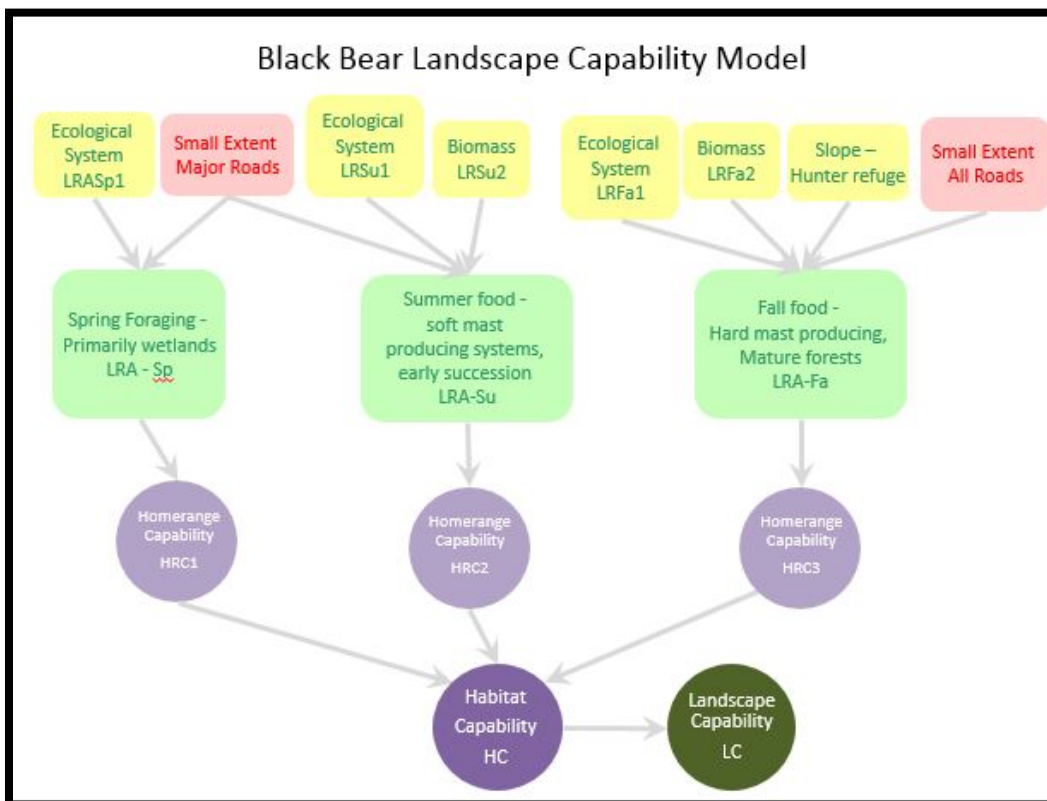 Black Bear Landscape Capability Model
Ecological
System
LRASp1
Small Extent
Major Roads
Ecological
System
LRSu1
Biomass
LRSu2
Ecological
System
LRFa1
Biomass
LRFa2
Slope –
Hunter refuge
Small Extent
All Roads
Spring Foraging -
Primarily wetlands
LRA - Sp
Summer food -
soft mast
producing systems,
early succession
LRA-Su
Fall food -
Hard mast producing,
Mature forests
LRA-Fa
Homerange
Capability
HRC1
Homerange
Capability
HRC2
Homerange
Capability
HRC3
Habitat
Capability
HC
Landscape
Capability
LC